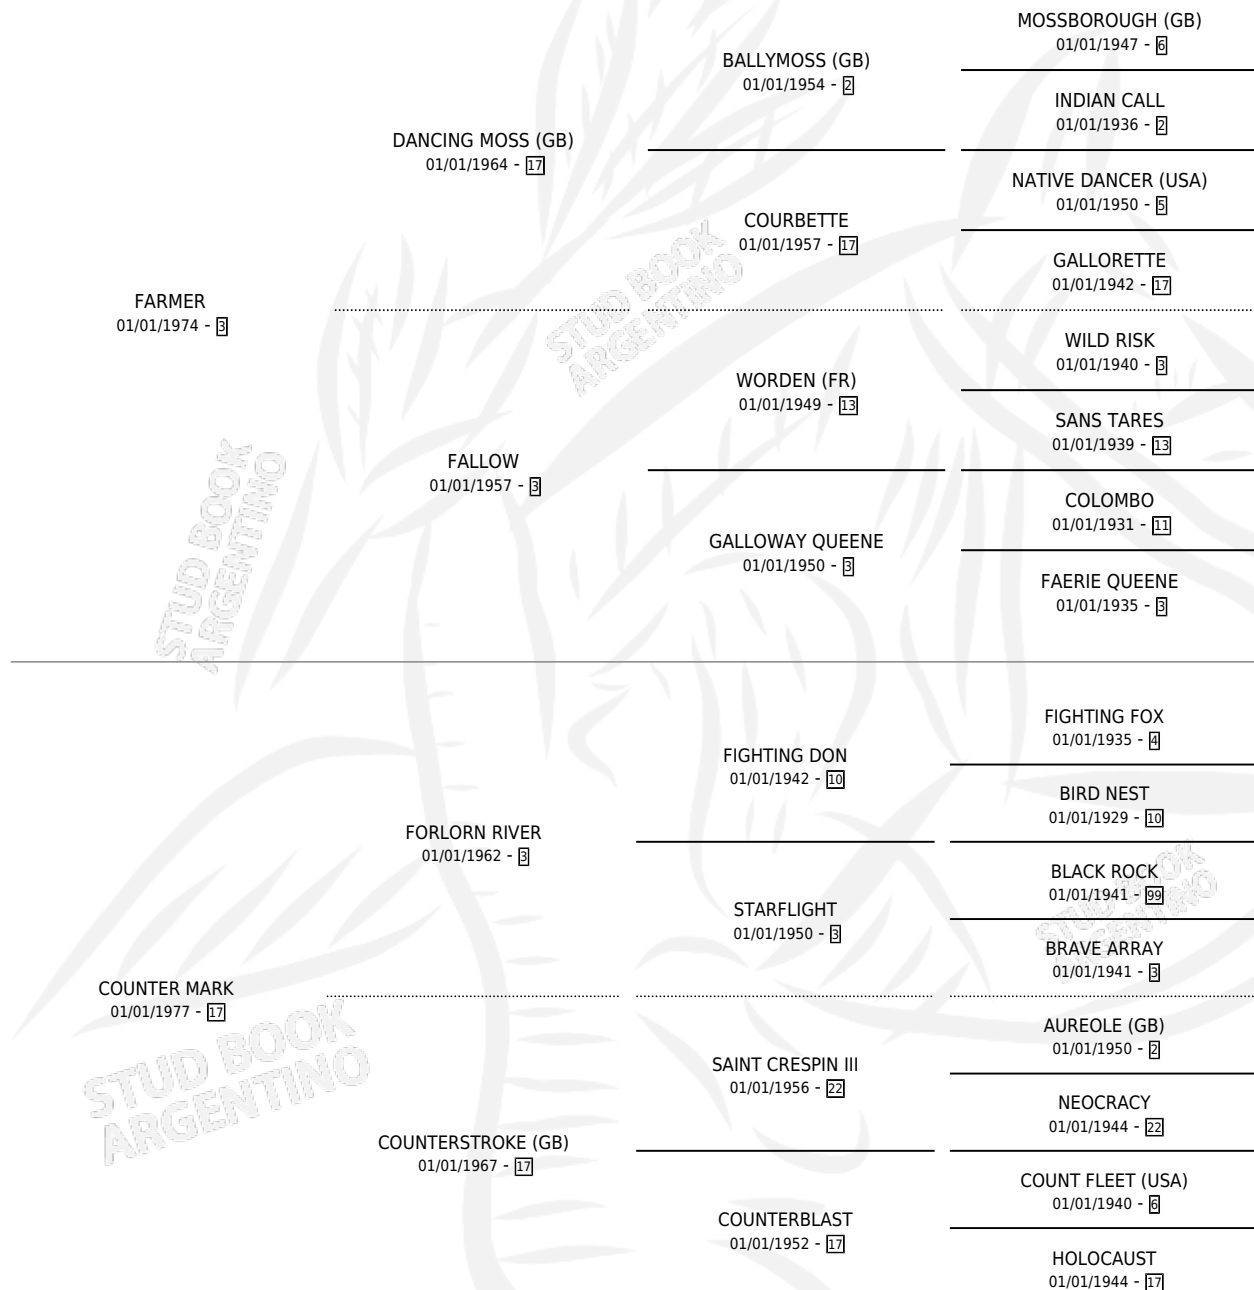 MOSSBOROUGH (GB)
01/01/1947 - 6
BALLYMOSS (GB)
01/01/1954 - 2
INDIAN CALL
01/01/1936 - 2
DANCING MOSS (GB)
01/01/1964 - 17
NATIVE DANCER (USA)
01/01/1950 - 5
COURBETTE
01/01/1957 - 17
GALLORETTE
01/01/1942 - 17
FARMER
01/01/1974 - 3
STUD BOOK
ARGENTINO
WILD RISK
01/01/1940 - 3
WORDEN (FR)
01/01/1949 - 13
SANS TARES
01/01/1939 - 13
FALLOW
01/01/1957 - 3
COLOMBO
01/01/1931 - 11
GALLOWAY QUEENE
01/01/1950 - 3
FAERIE QUEENE
01/01/1935 - 3
STUD BOOK
ARGENTINO
FIGHTING FOX
01/01/1935 - 4
FIGHTING DON
01/01/1942 - 10
BIRD NEST
01/01/1929 - 10
FORLORN RIVER
01/01/1962 - 3
BLACK ROCK
01/01/1941 - 99
STARFLIGHT
01/01/1950 - 3
BRAVE ARRAY
01/01/1941 - 3
STUD BOOK
ARGENTINO
COUNTER MARK
01/01/1977 - 17
AUREOLE (GB)
01/01/1950 - 2
SAINT CRESPIN III
01/01/1956 - 22
NEOCRACY
01/01/1944 - 22
STUD BOOK
ARGENTINO
COUNTERSTROKE (GB)
01/01/1967 - 17
COUNT FLEET (USA)
01/01/1940 - 6
COUNTERBLAST
01/01/1952 - 17
HOLOCAUST
01/01/1944 - 17